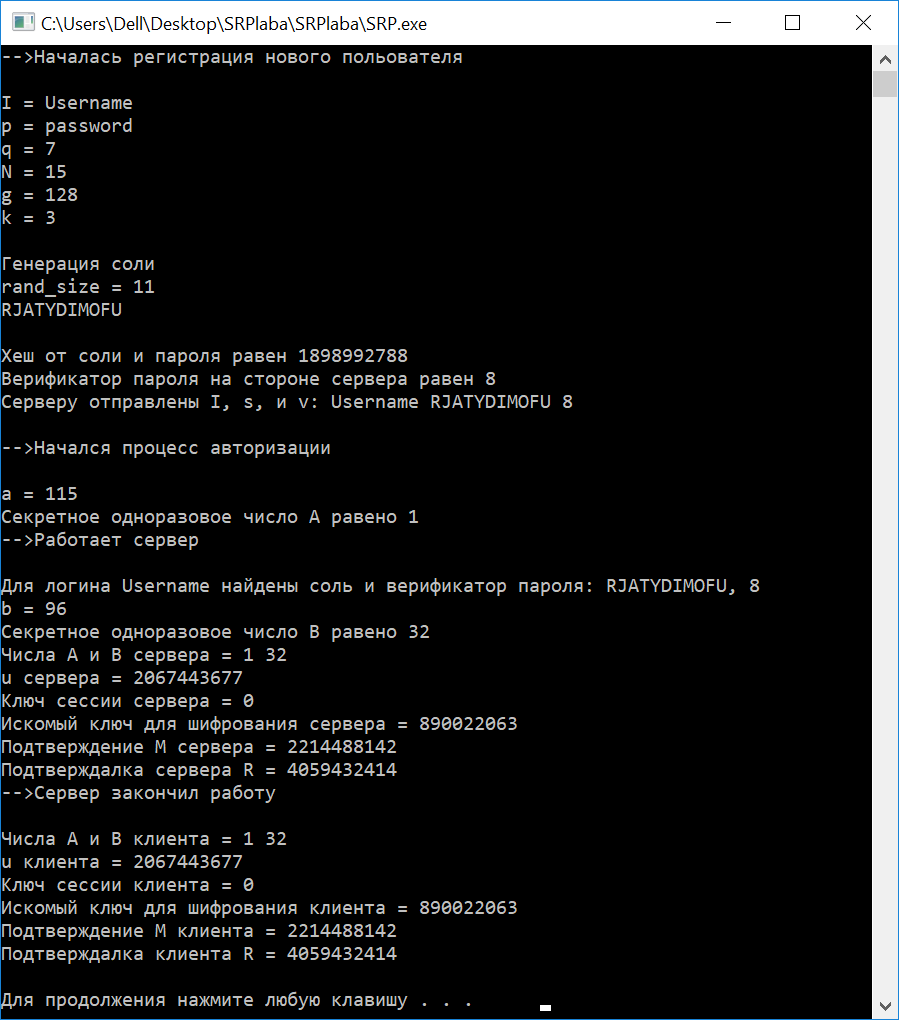 C:\Users\Dell\Desktop\SRPlaba\SRPlaba\SRP.exe
-->Началась регистрация нового пользователя
I = Username
p = password
q = 7
N = 15
g = 128
k = 3
Генерация соли
rand_size = 11
RJATYDIMOFU
Хеш от соли и пароля равен 1898992788
Верификатор пароля на стороне сервера равен 8
Серверу отправлены I, s, и v: Username RJATYDIMOFU 8
-->Начался процесс авторизации
a = 115
Секретное одноразовое число A равно 1
-->Работает сервер
Для логина Username найдены соль и верификатор пароля: RJATYDIMOFU, 8
b = 96
Секретное одноразовое число B равно 32
Числа A и B сервера = 1 32
u сервера = 2067443677
Ключ сессии сервера = 0
Искомый ключ для шифрования сервера = 890022063
Подтверждение M сервера = 2214488142
Подтверждалка сервера R = 4059432414
-->Сервер закончил работу
Числа A и B клиента = 1 32
u клиента = 2067443677
Ключ сессии клиента = 0
Искомый ключ для шифрования клиента = 890022063
Подтверждение M клиента = 2214488142
Подтверждалка клиента R = 4059432414
Для продолжения нажмите любую клавишу . . .